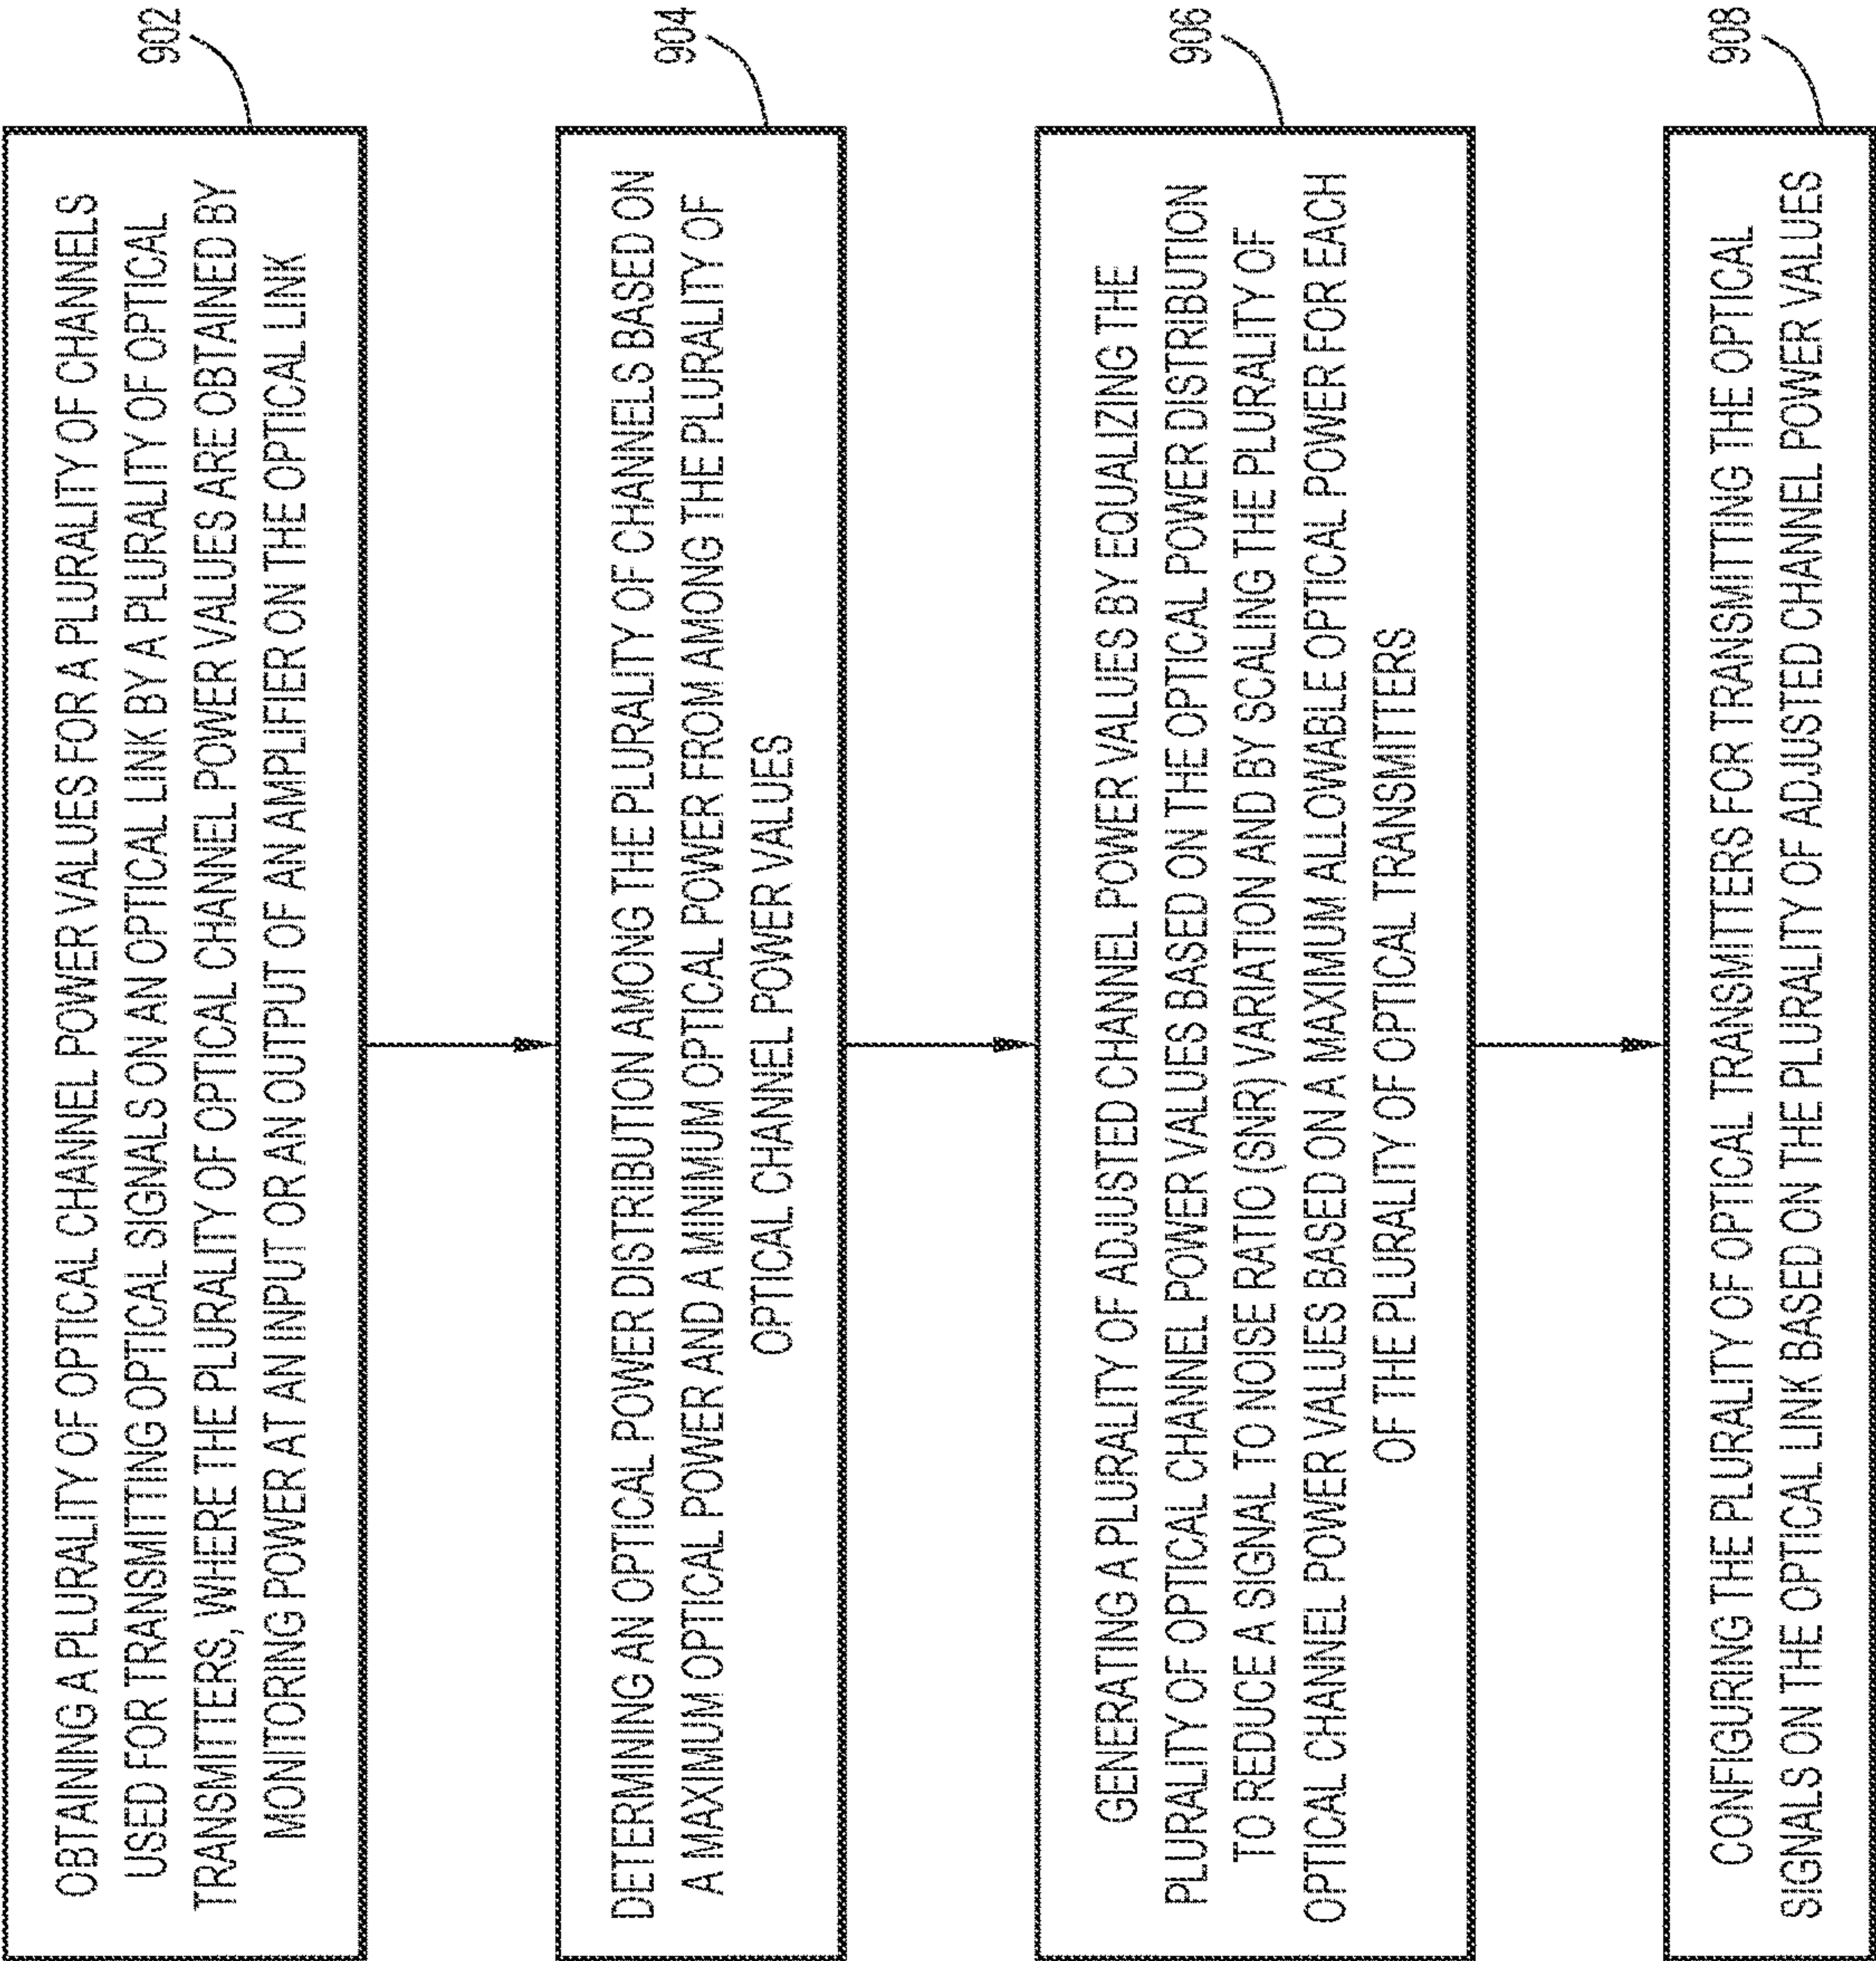 902
OBTAINING A PLURALITY OF OPTICAL CHANNEL POWER VALUES FOR A PLURALITY OF CHANNELS
USED FOR TRANSMITTING OPTICAL SIGNALS ON AN OPTICAL LINK BY A PLURALITY OF OPTICAL
TRANSMITTERS, WHERE THE PLURALITY OF OPTICAL CHANNEL POWER VALUES ARE OBTAINED BY
MONITORING POWER AT AN INPUT OR AN OUTPUT OF AN AMPLIFIER ON THE OPTICAL LINK
904
DETERMINING AN OPTICAL POWER DISTRIBUTION AMONG THE PLURALITY OF CHANNELS BASED ON
A MAXIMUM OPTICAL POWER AND A MINIMUM OPTICAL POWER FROM AMONG THE PLURALITY OF
OPTICAL CHANNEL POWER VALUES
906
GENERATING A PLURALITY OF ADJUSTED CHANNEL POWER VALUES BY EQUALIZING THE
PLURALITY OF OPTICAL CHANNEL POWER VALUES BASED ON THE OPTICAL POWER DISTRIBUTION
TO REDUCE A SIGNAL TO NOISE RATIO (SNR) VARIATION AND BY SCALING THE PLURALITY OF
OPTICAL CHANNEL POWER VALUES BASED ON A MAXIMUM ALLOWABLE OPTICAL POWER FOR EACH
OF THE PLURALITY OF OPTICAL TRANSMITTERS
908
CONFIGURING THE PLURALITY OF OPTICAL TRANSMITTERS FOR TRANSMITTING THE OPTICAL
SIGNALS ON THE OPTICAL LINK BASED ON THE PLURALITY OF ADJUSTED CHANNEL POWER VALUES